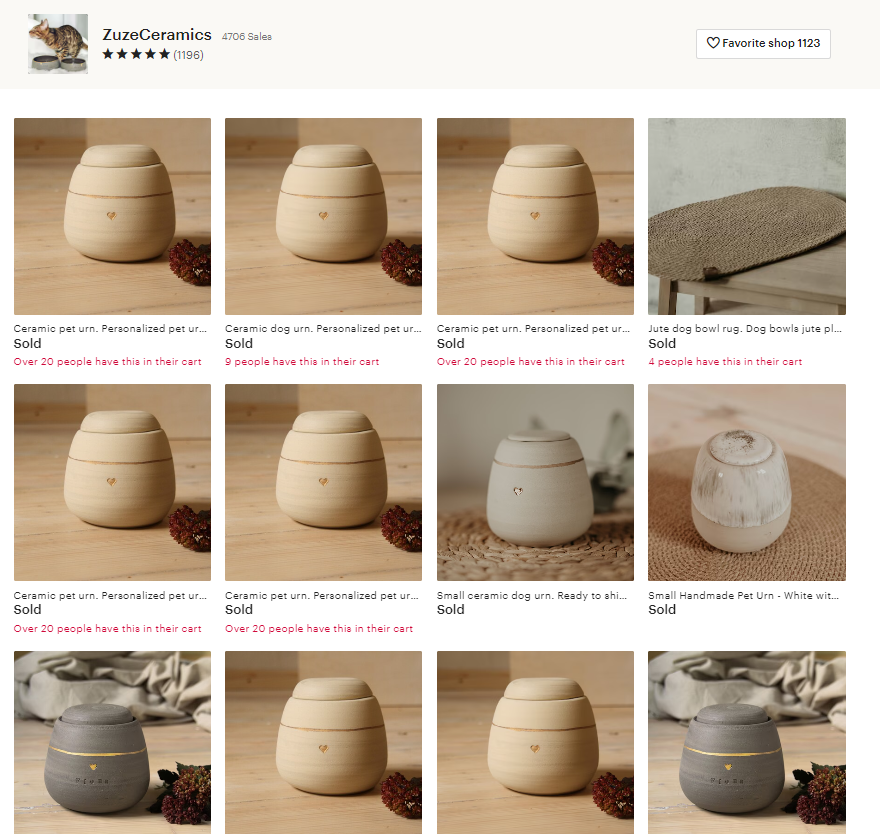 ZuzeCeramics 4706 Sales
(1196)
Favorite shop 1123
Ceramic pet urn. Personalized pet ur...
Sold
Over 20 people have this in their cart
Ceramic dog urn. Personalized pet ur...
Sold
9 people have this in their cart
Ceramic pet urn. Personalized pet ur...
Sold
Over 20 people have this in their cart
Jute dog bowl rug. Dog bowls jute pl...
Sold
4 people have this in their cart
Ceramic pet urn. Personalized pet ur...
Sold
Over 20 people have this in their cart
Ceramic pet urn. Personalized pet ur...
Sold
Over 20 people have this in their cart
Small ceramic dog urn. Ready to shi...
Sold
Small Handmade Pet Urn - White wit...
Sold